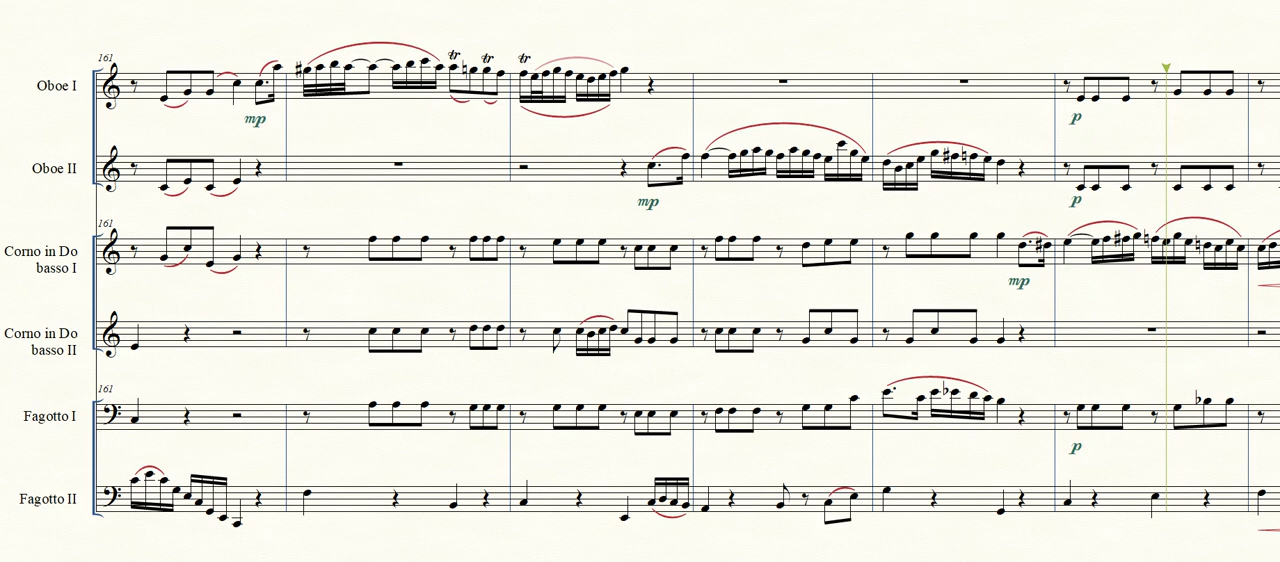 161
Oboe I
tr tr tr
mp
Oboe II
mp
p
p
161
Corno in Do
basso I
mp
Corno in Do
basso II
161
Fagotto I
p
Fagotto II